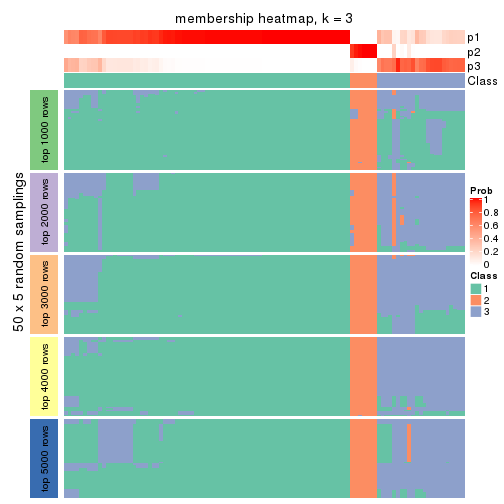 membership heatmap, k = 3
p1
p2
p3
Class
50 x 5 random samplings
top 1000 rows
top 2000 rows
top 3000 rows
top 4000 rows
top 5000 rows
Prob
1
0.8
0.6
0.4
0.2
0
Class
1
2
3